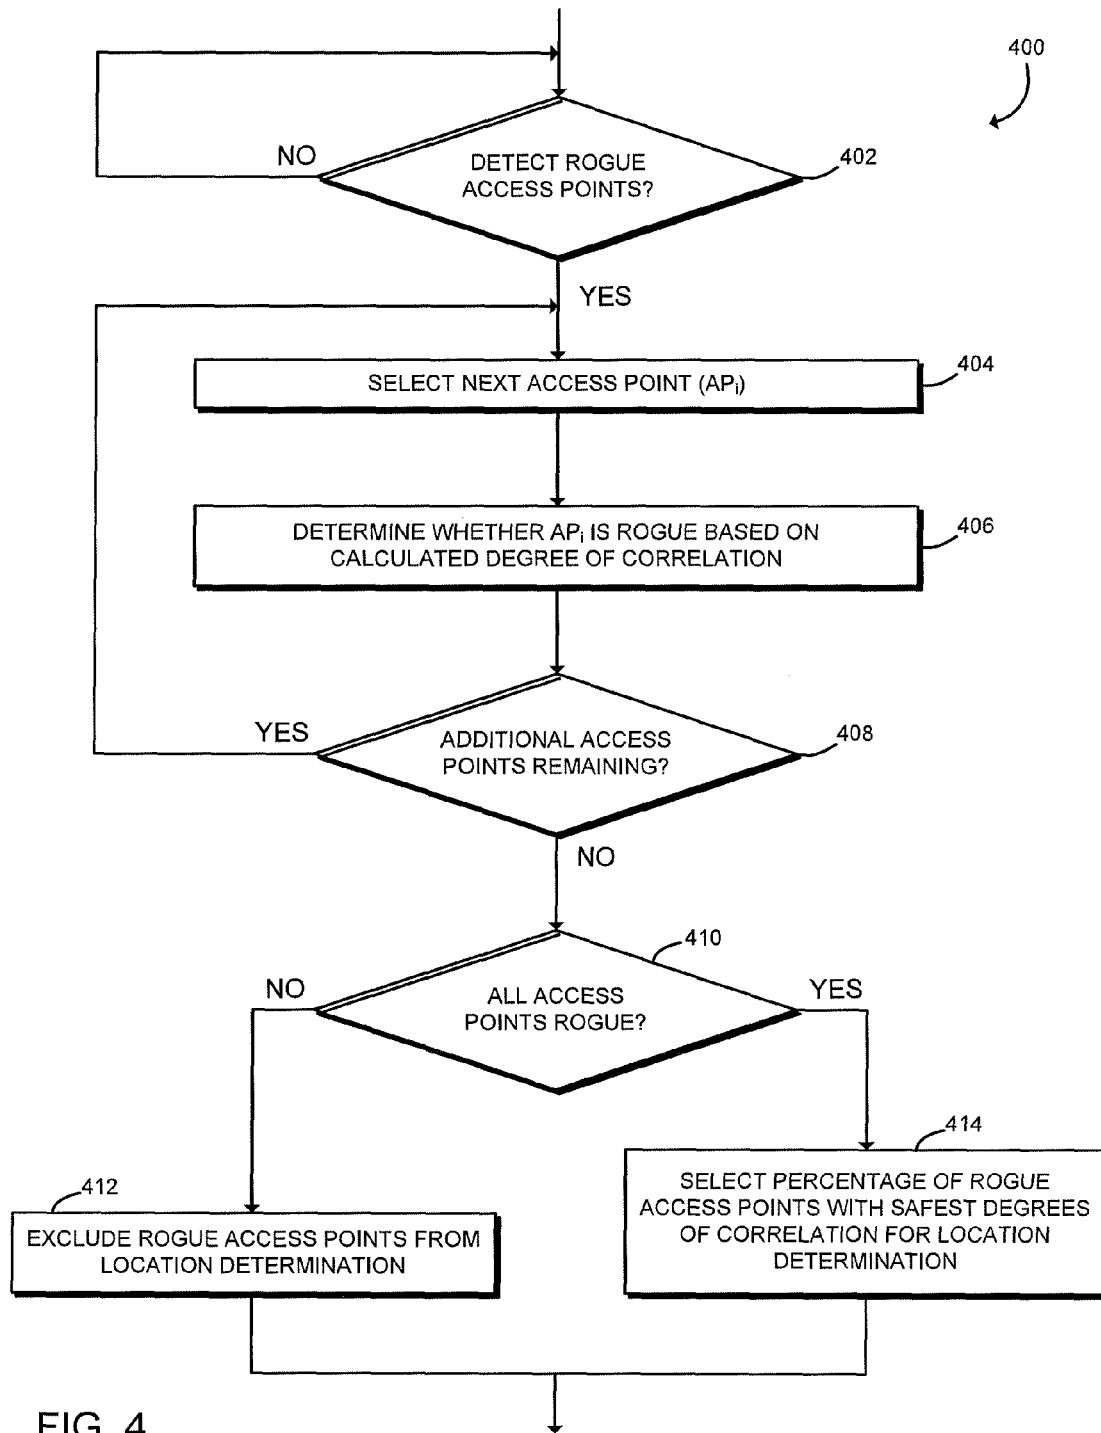 400
NO
DETECT ROGUE
ACCESS POINTS?
402
YES
SELECT NEXT ACCESS POINT (APi)
404
DETERMINE WHETHER APi IS ROGUE BASED ON
CALCULATED DEGREE OF CORRELATION
406
YES
ADDITIONAL ACCESS
POINTS REMAINING?
408
NO
410
NO
ALL ACCESS
POINTS ROGUE?
YES
412
EXCLUDE ROGUE ACCESS POINTS FROM
LOCATION DETERMINATION
414
SELECT PERCENTAGE OF ROGUE
ACCESS POINTS WITH SAFEST DEGREES
OF CORRELATION FOR LOCATION
DETERMINATION
FIG. 4